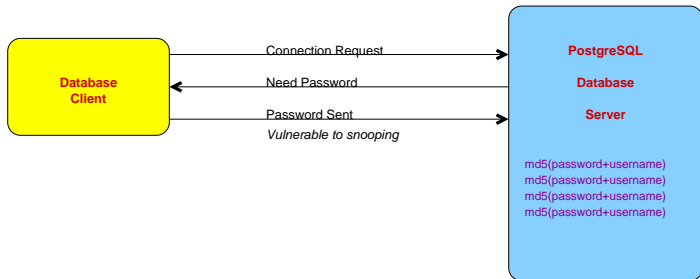 Connection Request
PostgreSQL
Database
Client
Need Password
Database
Password Sent
Server
Vulnerable to snooping
md5(password+username)
md5(password+username)
md5(password+username)
md5(password+username)